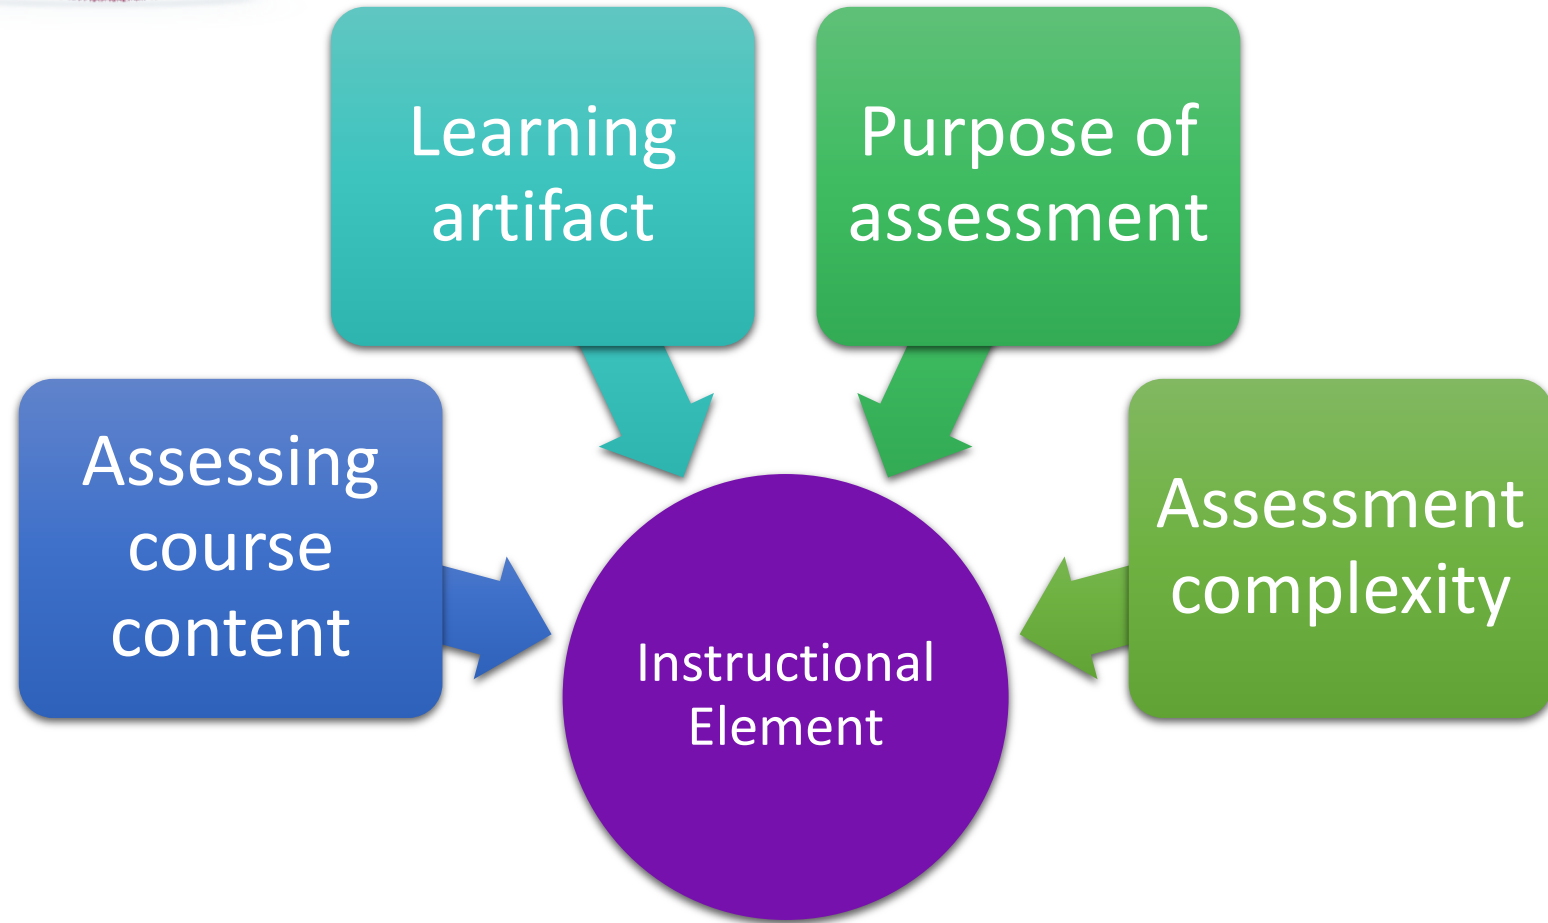 Learning
artifact
Purpose of
assessment
Assessing
course
content
Assessment
complexity
Instructional
Element